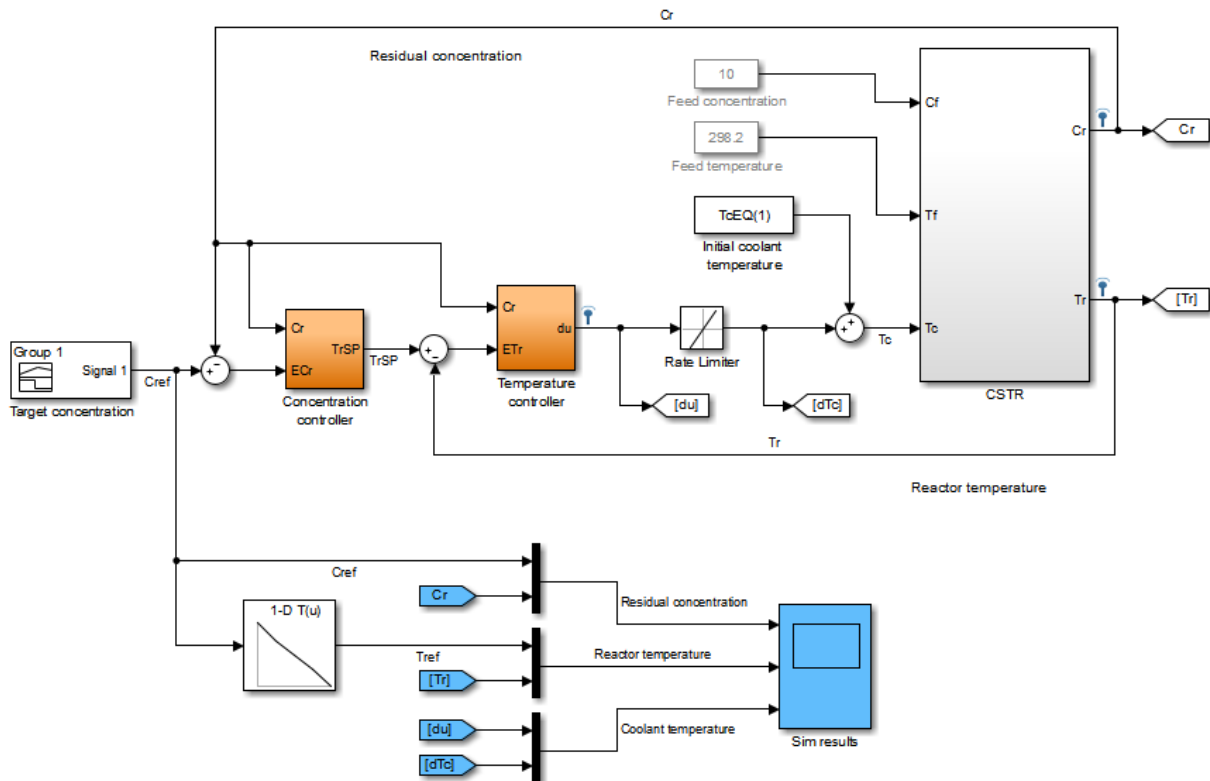 Cr
Residual concentration
10
Feed concentration
Cf
Cr
Cr
298.2
Feed temperature
TcEQ(1)
Tf
Initial coolant
temperature
Cr
du
ETr
Temperature
controller
Cr
TrSP
ECr
TrSP
Concentration
controller
Group 1
Signal 1
Target concentration
Cref
+
−
+
−
Rate Limiter
+
+
Tc
Tc
Tr
[Tr]
CSTR
[du]
[dTc]
Tr
Reactor temperature
Cref
Cr
Residual concentration
1-D T(u)
Tref
[Tr]
Reactor temperature
[du]
[dTc]
Coolant temperature
Sim results